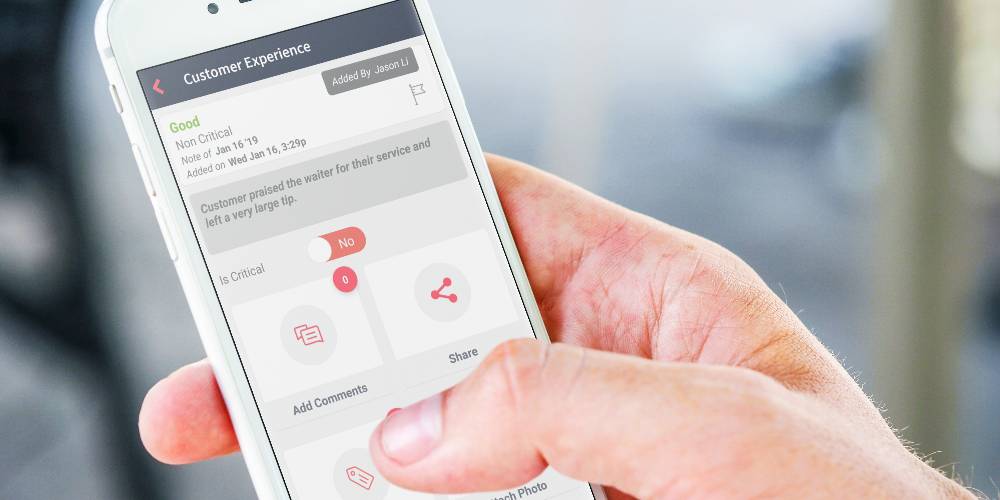 Customer Experience
Added By Jason Li
Good
Non Critical
Note of Jan 16 '19
Added on Wed Jan 16, 3:29p
Customer praised the waiter for their service and
left a very large tip.
Is Critical
No
0
Add Comments
Share
Photo